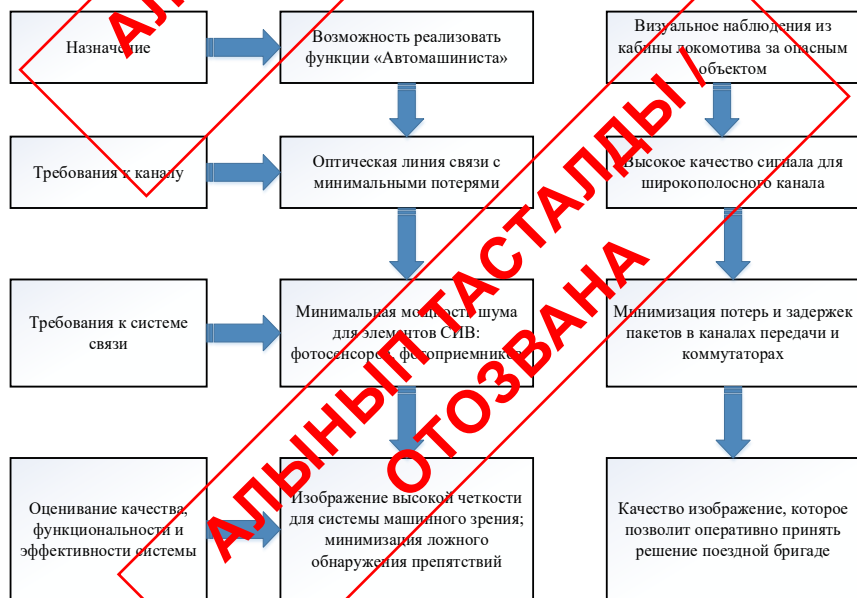 Назначение
Возможность реализовать
функции «Автомашиниста»
Визуальное наблюдения из
кабины локомотива за опасным
объектом
Требования к каналу
Оптическая линия связи с
минимальными потерями
Высокое качество сигнала для
широкополосного канала
Требования к системе
связи
Минимальная мощность шума
для элементов СИВ:
фотосенсоров, фотоприемников
Минимизация потерь и задержек
пакетов в каналах передачи и
коммутаторах
Оценивание качества,
функциональности и
эффективности системы
Изображение высокой четкости
для системы машинного зрения;
минимизация ложного
обнаружения препятствий
Качество изображение, которое
позволит оперативно принять
решение поездной бригаде
АЛЫНЫП ТАСТАЛДЫ /
ОТОЗВАНА